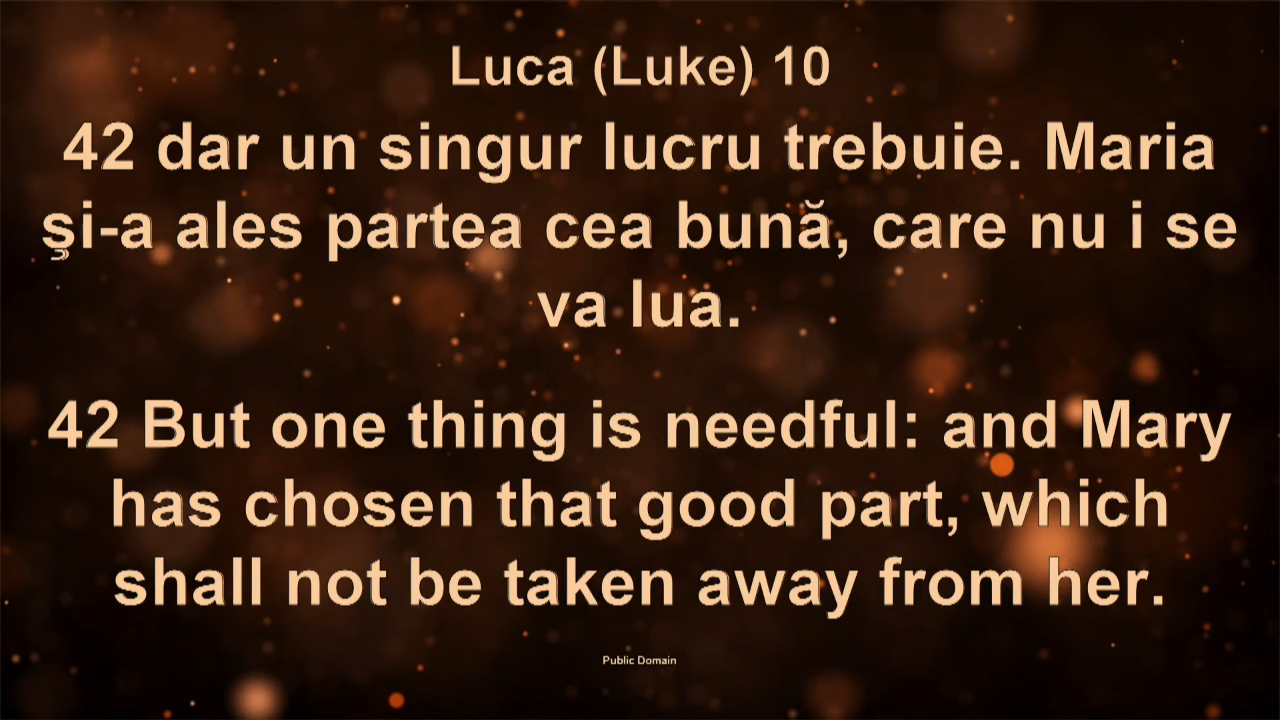 Luca (Luke) 10
42 dar un singur lucru trebuie. Maria
şi-a ales partea cea bună, care nu i se
va lua.
42 But one thing is needful: and Mary
has chosen that good part, which
shall not be taken away from her.
Public Domain